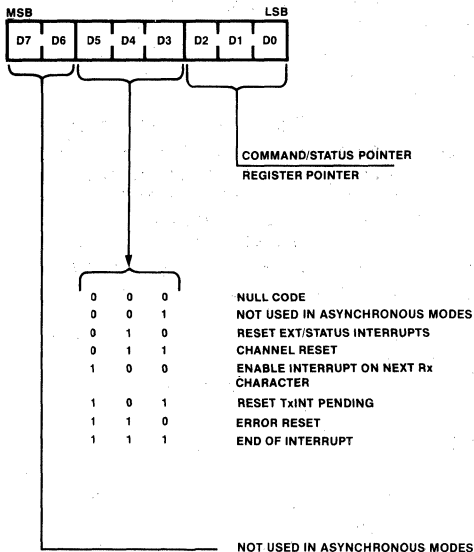 MSB LSB
D7 D6 D5 D4 D3 D2 D1 D0
COMMAND/STATUS POINTER
REGISTER POINTER
0 0 0 NULL CODE
0 0 1 NOT USED IN ASYNCHRONOUS MODES
0 1 0 RESET EXT/STATUS INTERRUPTS
0 1 1 CHANNEL RESET
1 0 0 ENABLE INTERRUPT ON NEXT Rx
CHARACTER
1 0 1 RESET TxINT PENDING
1 1 0 ERROR RESET
1 1 1 END OF INTERRUPT
NOT USED IN ASYNCHRONOUS MODES